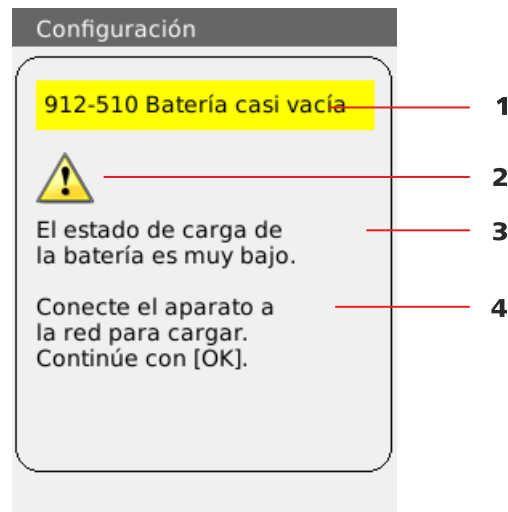 Configuración
912-510 Batería casi vacía
1
2
El estado de carga de
3
la batería es muy bajo.
Conecte el aparato a
4
la red para cargar.
Continúe con [OK].